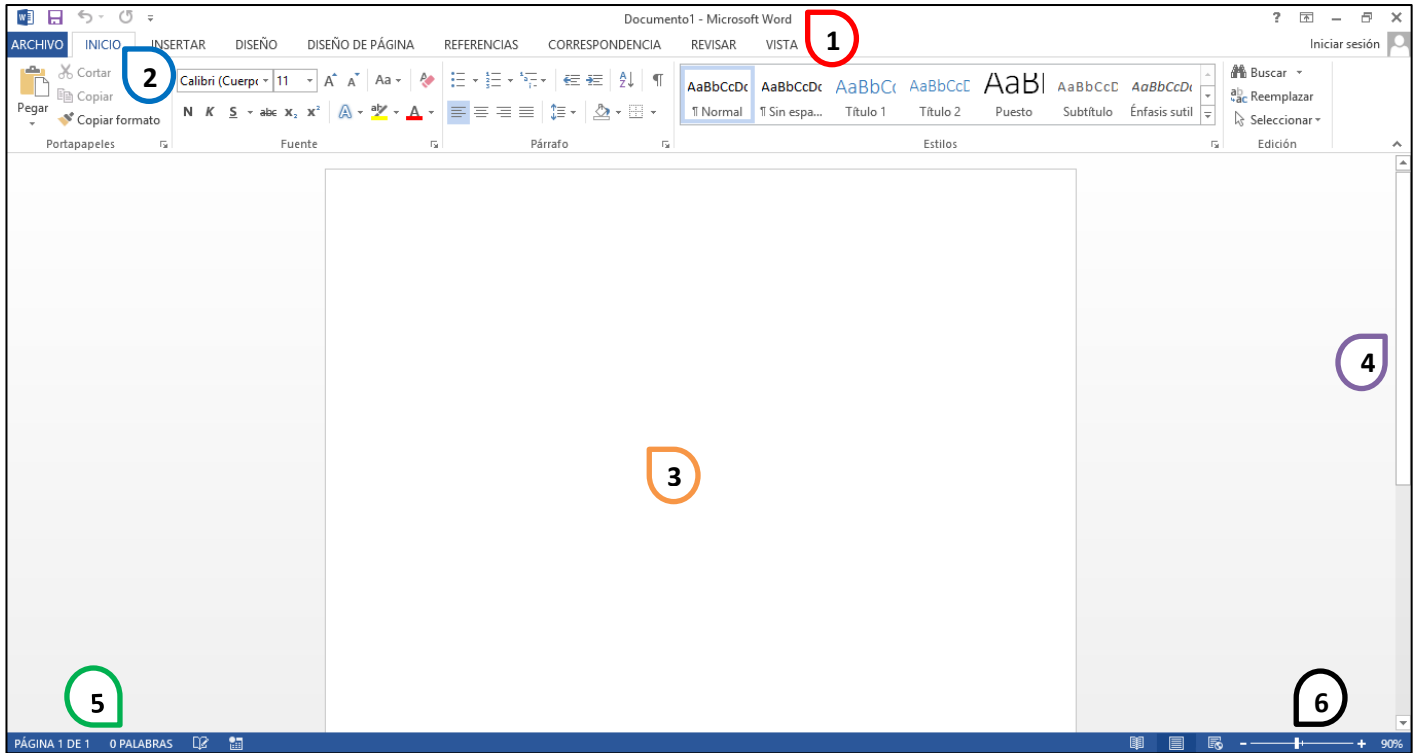 Documento1 - Microsoft Word
ARCHIVO INICIO INSERTAR DISEÑO DISEÑO DE PÁGINA REFERENCIAS CORRESPONDENCIA REVISAR VISTA Iniciar sesión
1
2
Pegar
Cortar
Copiar
Copiar formato
Portapapeles
Calibri (Cuerpo 11 A A Aa
N K S abc x₂ x² A aby A
Fuente
Párrafo
AaBbCcDc AaBbCcDc AaBbCc AaBbCcD AaB AaBbCcD AaBbCcDc
¶ Normal ¶ Sin espa... Título 1 Título 2 Puesto Subtítulo Énfasis sutil
Estilos
Buscar
Reemplazar
Seleccionar
Edición
4
3
5
6
PÁGINA 1 DE 1 0 PALABRAS 90%